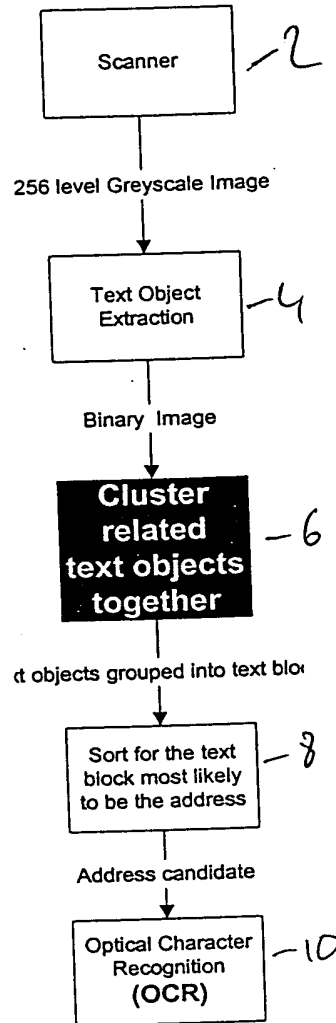 Scanner
2
256 level Greyscale Image
Text Object
Extraction
4
Binary Image
Cluster
related
text objects
together
6
objects grouped into text
Sort for the text
block most likely
to be the address
8
Address candidate
Optical Character
Recognition
(OCR)
10